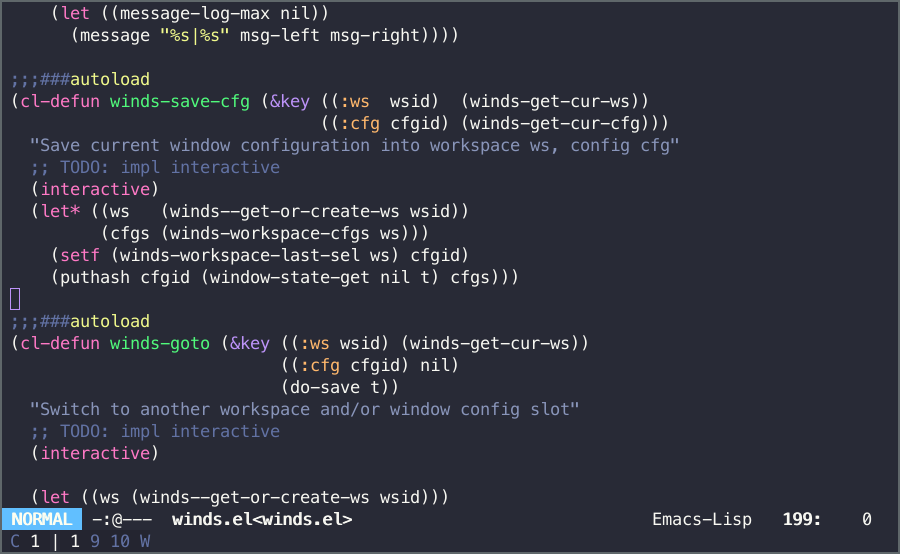 (let ((message-log-max nil))
      (message "%s|%s" msg-left msg-right))))

;;;###autoload
(cl-defun winds-save-cfg (&key ((:ws  wsid)  (winds-get-cur-ws))
                               ((:cfg cfgid) (winds-get-cur-cfg)))
  "Save current window configuration into workspace ws, config cfg"
  ;; TODO: impl interactive
  (interactive)
  (let* ((ws   (winds--get-or-create-ws wsid))
         (cfgs (winds-workspace-cfgs ws)))
    (setf (winds-workspace-last-sel ws) cfgid)
    (puthash cfgid (window-state-get nil t) cfgs)))

;;;###autoload
(cl-defun winds-goto (&key ((:ws wsid) (winds-get-cur-ws))
                           ((:cfg cfgid) nil)
                           (do-save t))
  "Switch to another workspace and/or window config slot"
  ;; TODO: impl interactive
  (interactive)

  (let ((ws (winds--get-or-create-ws wsid)))
NORMAL -:@---  winds.el<winds.el> Emacs-Lisp 199: 0
C 1 | 1 9 10 W